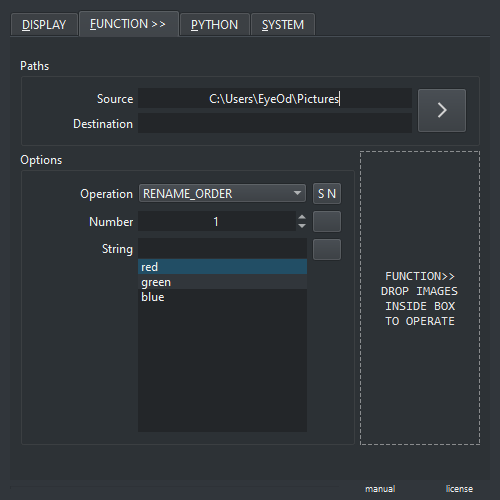 DISPLAY
FUNCTION >>
PYTHON
SYSTEM
Paths
Source
C:\Users\EyeOd\Pictures
Destination
Options
Operation
RENAME_ORDER
S N
Number
1
String
red
green
blue
FUNCTION>>
DROP IMAGES
INSIDE BOX
TO OPERATE
>
manual
license